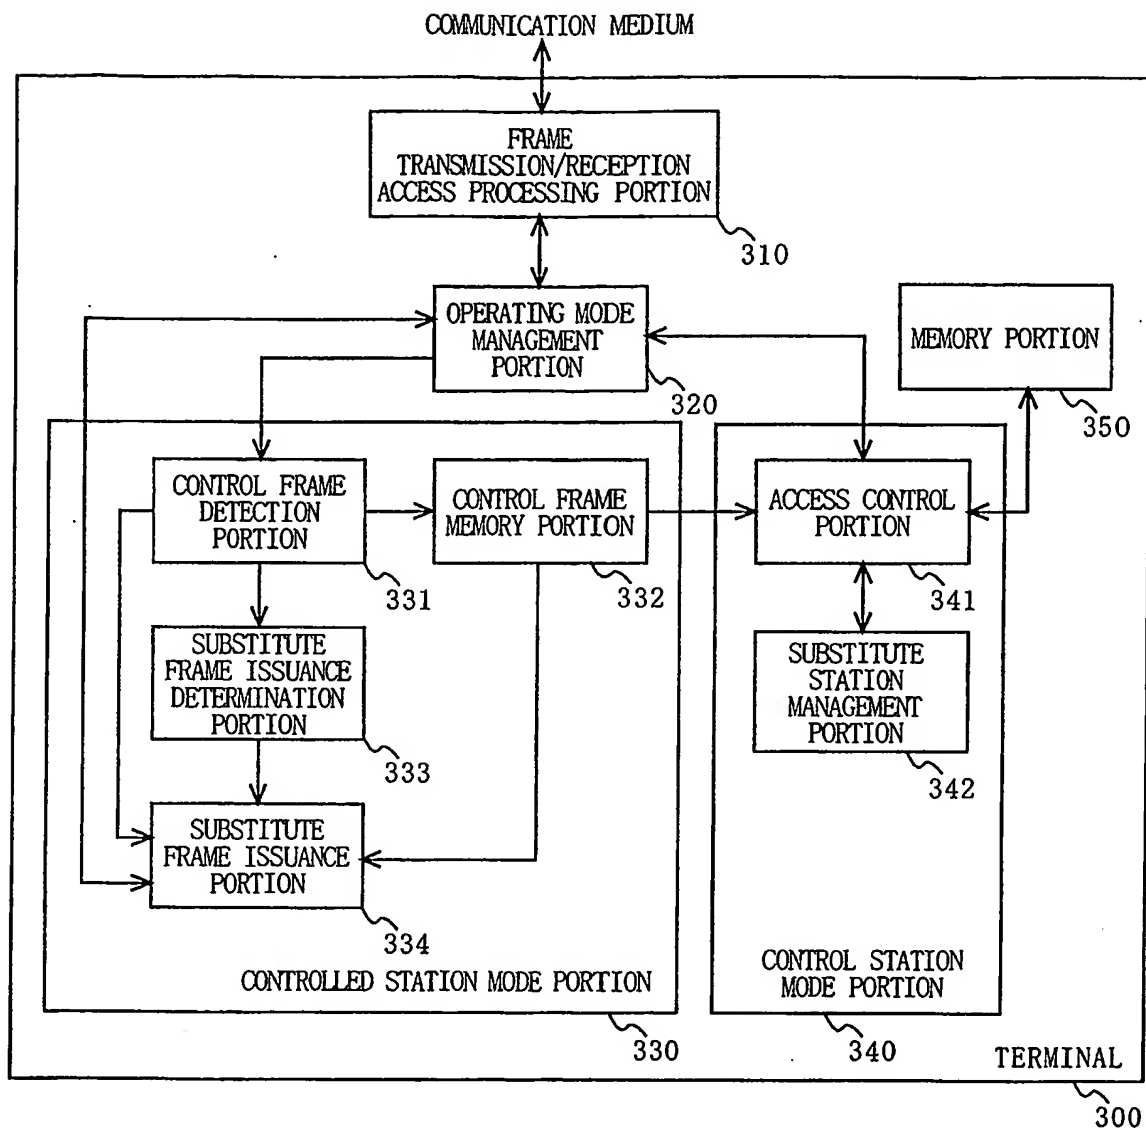 COMMUNICATION MEDIUM
FRAME
TRANSMISSION/RECEPTION
ACCESS PROCESSING PORTION
310
OPERATING MODE
MANAGEMENT
PORTION
320
MEMORY PORTION
350
CONTROL FRAME
DETECTION
PORTION
331
CONTROL FRAME
MEMORY PORTION
332
ACCESS CONTROL
PORTION
341
SUBSTITUTE
FRAME ISSUANCE
DETERMINATION
PORTION
333
SUBSTITUTE
STATION
MANAGEMENT
PORTION
342
SUBSTITUTE
FRAME ISSUANCE
PORTION
334
CONTROLLED STATION MODE PORTION
330
CONTROL STATION
MODE PORTION
340
TERMINAL
300